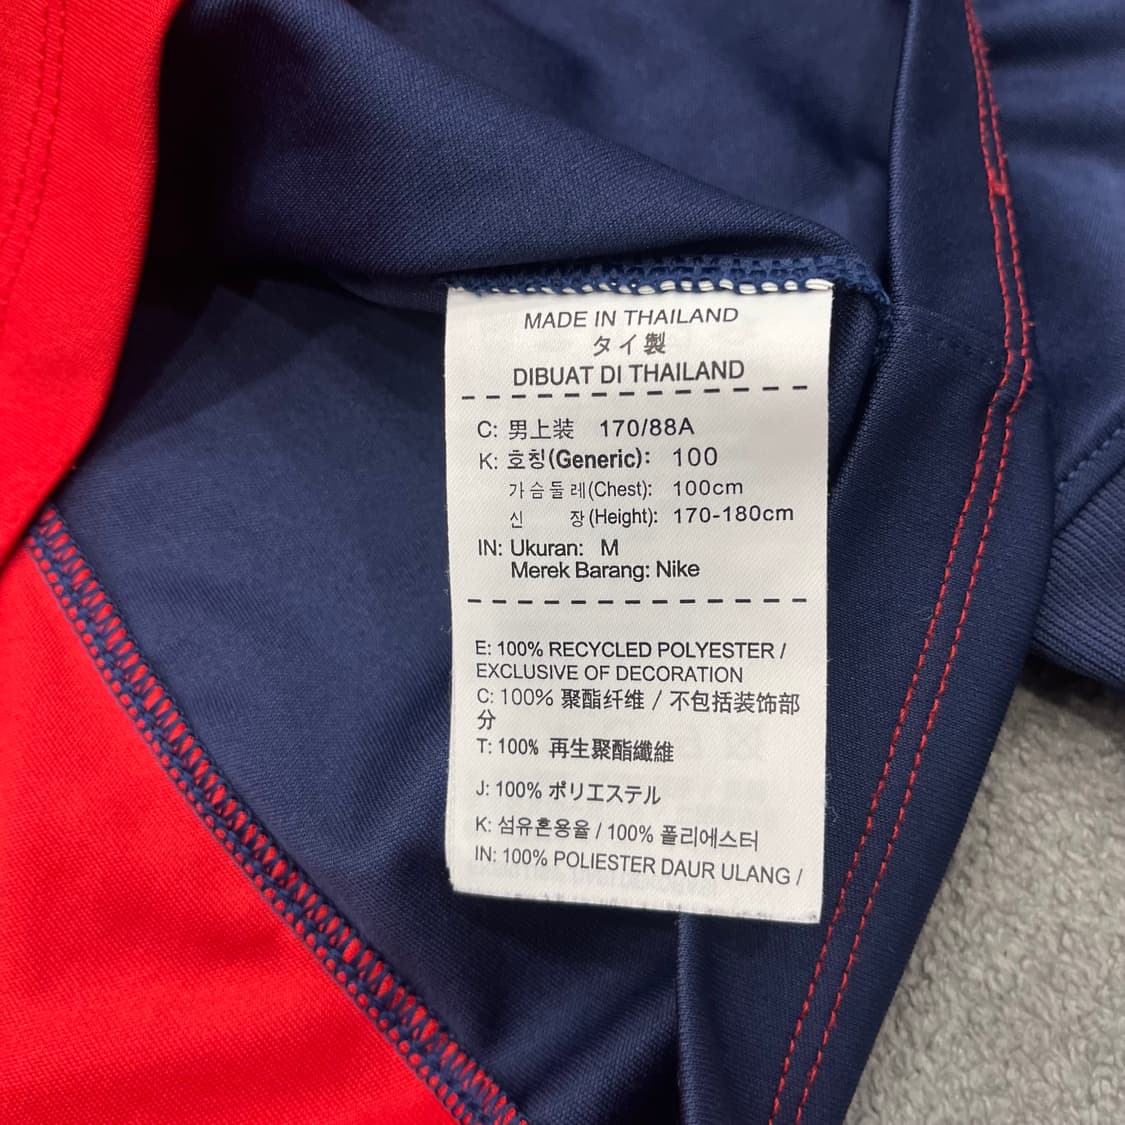 MADE IN THAILAND
タイ製
DIBUAT DI THAILAND
C: 男上装 170/88A
K: 호칭(Generic): 100
가슴둘레(Chest): 100cm
신 장(Height): 170-180cm
IN: Ukuran: M
Merek Barang: Nike
E: 100% RECYCLED POLYESTER /
EXCLUSIVE OF DECORATION
C: 100% 聚酯纤维 / 不包括装饰部
分
T: 100% 再生聚酯纖維
J: 100% ポリエステル
K: 섬유혼용율 / 100% 폴리에스터
IN: 100% POLIESTER DAUR ULANG /